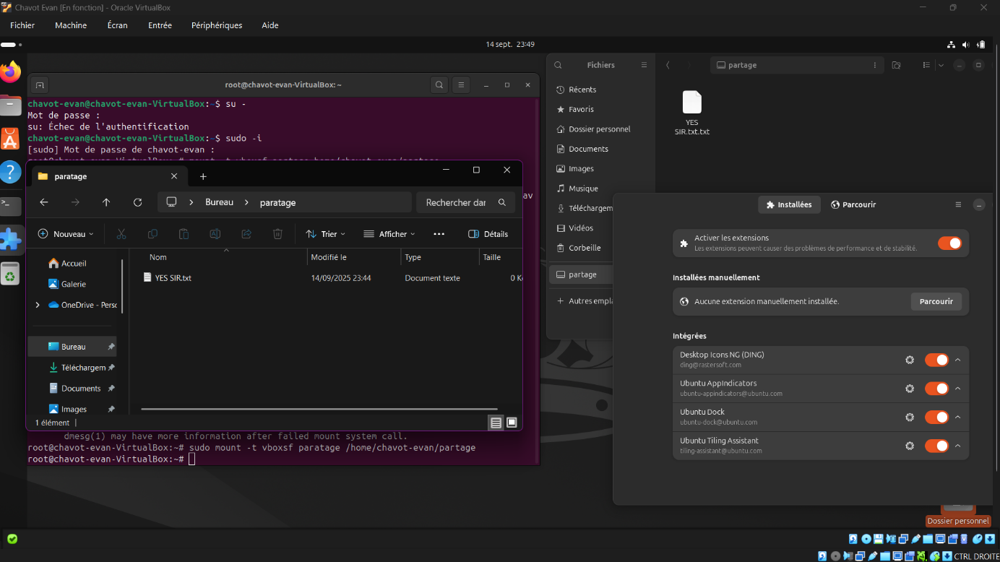 Chavot Evan [En fonction] - Oracle VirtualBox
Fichier Machine Écran Entrée Périphériques Aide
14 sept. 23:49
root@chavot-evan-VirtualBox: ~
chavot-evan@chavot-evan-VirtualBox:~$ su -
Mot de passe :
su: Échec de l'authentification
chavot-evan@chavot-evan-VirtualBox:~$ sudo -i
[sudo] Mot de passe de chavot-evan :
av
paratage
Bureau > paratage
Rechercher dar
Nouveau
Trier
Afficher
Détails
Accueil
Galerie
OneDrive - Perso
Bureau
Téléchargem
Documents
Images
Nom Modifié le Type Taille
YES SIR.txt 14/09/2025 23:44 Document texte 0 K
1 élément
dmesg(1) may have more information after failed mount system call.
root@chavot-evan-VirtualBox:~# sudo mount -t vboxsf paratage /home/chavot-evan/partage
root@chavot-evan-VirtualBox:~#
Fichiers
partage
Récents
Favoris
Dossier personnel
Documents
Images
Musique
Téléchargem
Vidéos
Corbeille
partage
Autres empla
YES
SIR.txt.txt
Installées
Parcourir
Activer les extensions
Les extensions peuvent causer des problèmes de performance et de stabilité.
Installées manuellement
Aucune extension manuellement installée.
Parcourir
Intégrées
Desktop Icons NG (DING)
ding@rastersoft.com
Ubuntu AppIndicators
ubuntu-appindicators@ubuntu.com
Ubuntu Dock
ubuntu-dock@ubuntu.com
Ubuntu Tiling Assistant
tiling-assistant@ubuntu.com
Dossier personnel
CTRL DROITE